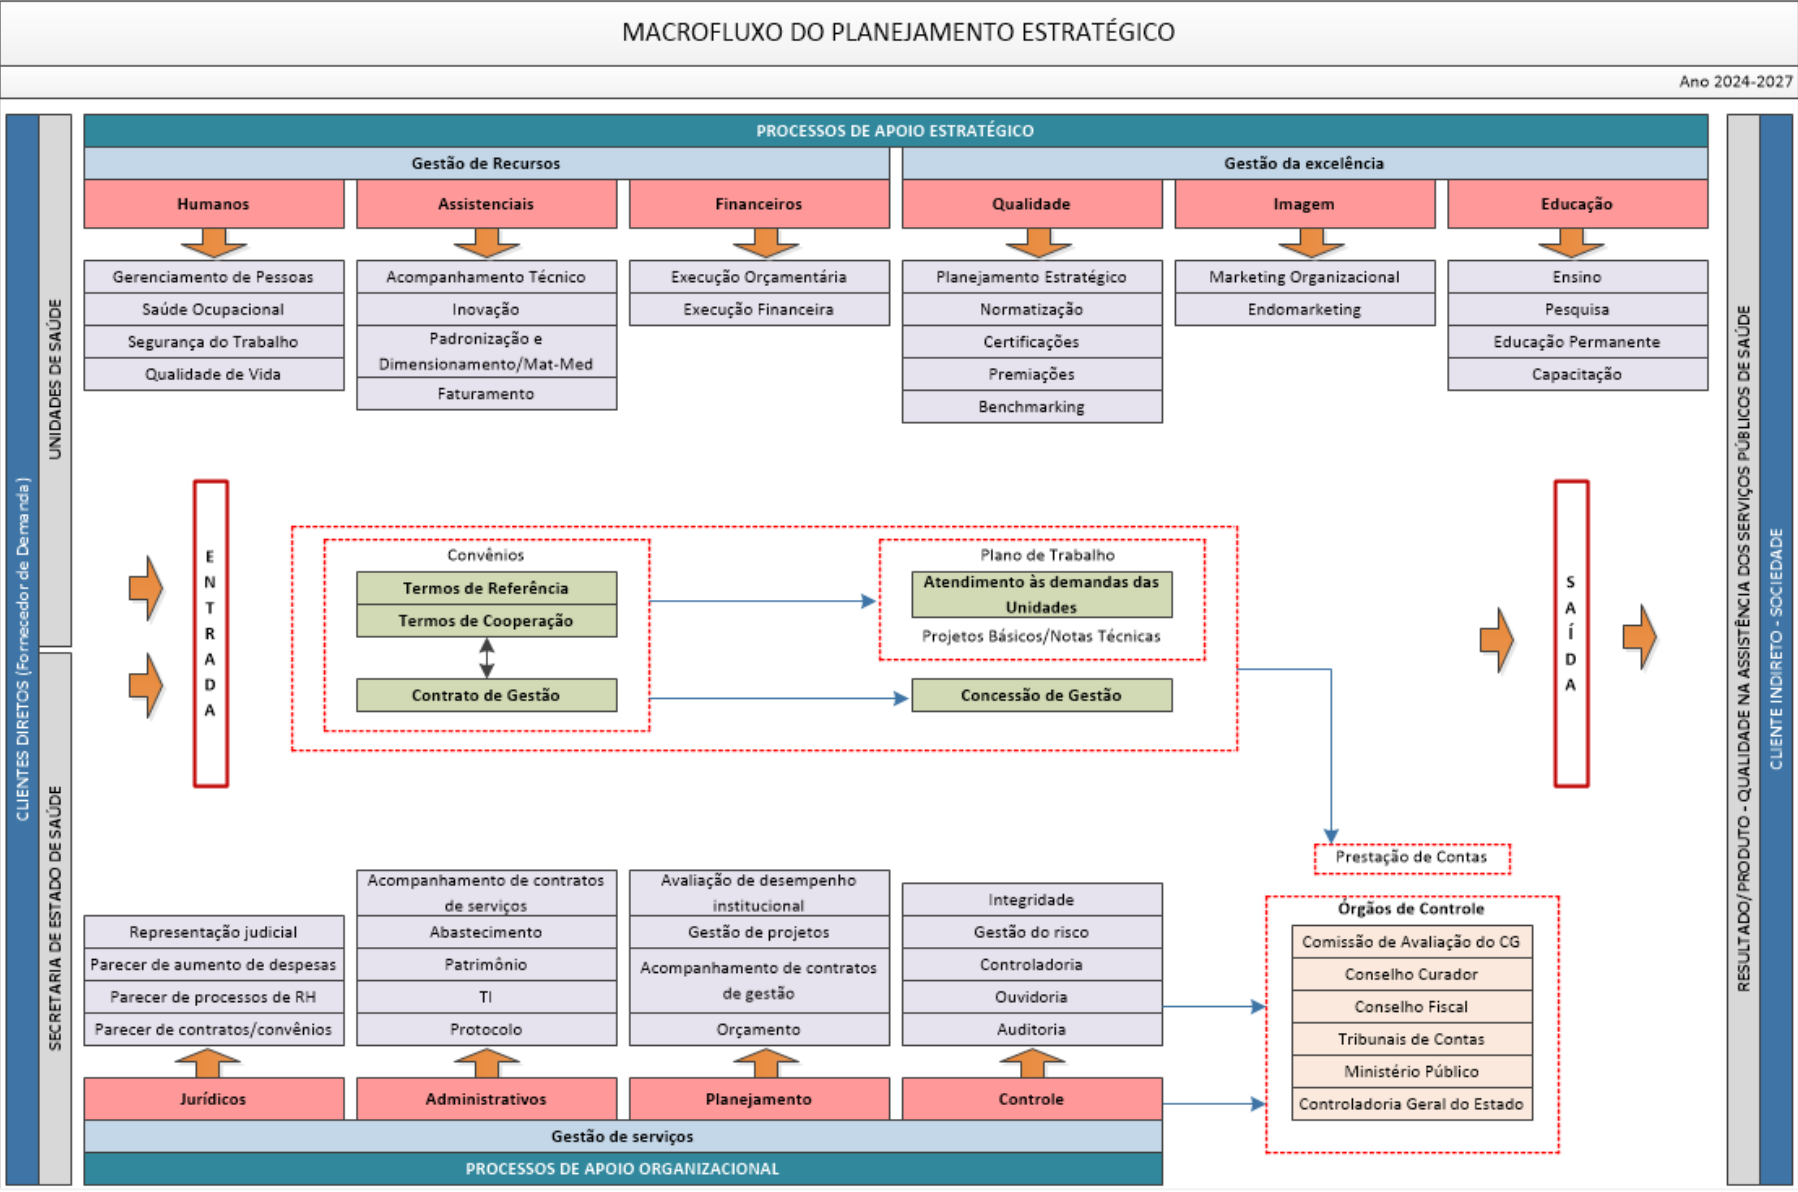 MACROFLUXO DO PLANEJAMENTO ESTRATÉGICO
Ano 2024-2027
CLIENTES DIRETOS (Fornecedor de Demanda)
UNIDADES DE SAÚDE
SECRETARIA DE ESTADO DE SAÚDE
PROCESSOS DE APOIO ESTRATÉGICO
Gestão de Recursos
Gestão da excelência
Humanos
Gerenciamento de Pessoas
Saúde Ocupacional
Segurança do Trabalho
Qualidade de Vida
Assistenciais
Acompanhamento Técnico
Inovação
Padronização e
Dimensionamento/Mat-Med
Faturamento
Financeiros
Execução Orçamentária
Execução Financeira
Qualidade
Planejamento Estratégico
Normatização
Certificações
Premiações
Benchmarking
Imagem
Marketing Organizacional
Endomarketing
Educação
Ensino
Pesquisa
Educação Permanente
Capacitação
ENTRADA
Convênios
Termos de Referência
Termos de Cooperação
Contrato de Gestão
Plano de Trabalho
Atendimento às demandas das
Unidades
Projetos Básicos/Notas Técnicas
Concessão de Gestão
SAÍDA
Prestação de Contas
Órgãos de Controle
Comissão de Avaliação do CG
Conselho Curador
Conselho Fiscal
Tribunais de Contas
Ministério Público
Controladoria Geral do Estado
Representação judicial
Parecer de aumento de despesas
Parecer de processos de RH
Parecer de contratos/convênios
Jurídicos
Acompanhamento de contratos
de serviços
Abastecimento
Patrimônio
TI
Protocolo
Administrativos
Avaliação de desempenho
institucional
Gestão de projetos
Acompanhamento de contratos
de gestão
Orçamento
Planejamento
Integridade
Gestão do risco
Controladoria
Ouvidoria
Auditoria
Controle
Gestão de serviços
PROCESSOS DE APOIO ORGANIZACIONAL
RESULTADO/PRODUTO - QUALIDADE NA ASSISTÊNCIA DOS SERVIÇOS PÚBLICOS DE SAÚDE
CLIENTE INDIRETO - SOCIEDADE